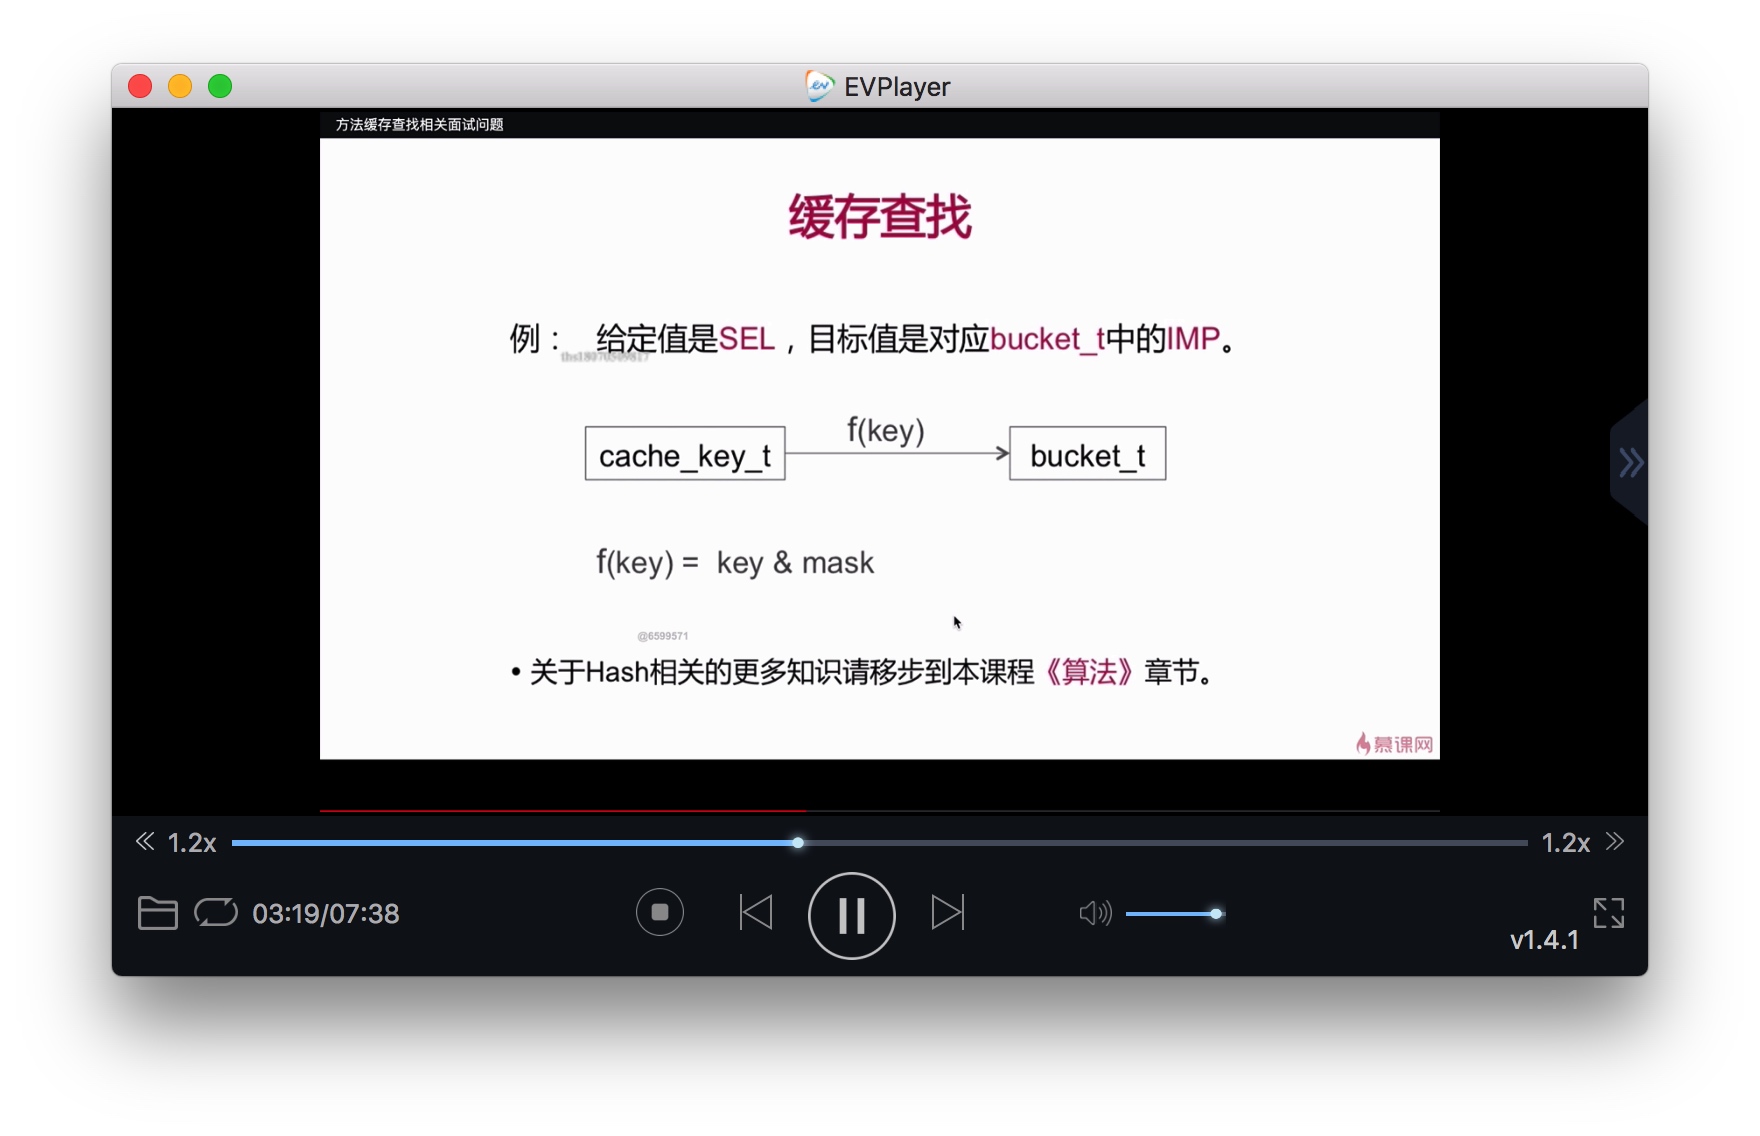 EVPlayer
方法缓存查找相关面试问题
缓存查找
例： 给定值是SEL，目标值是对应bucket_t中的IMP。
cache_key_t
f(key)
bucket_t
f(key) = key & mask
@6599571
• 关于Hash相关的更多知识请移步到本课程《算法》章节。
慕课网
1.2x
1.2x
03:19/07:38
v1.4.1